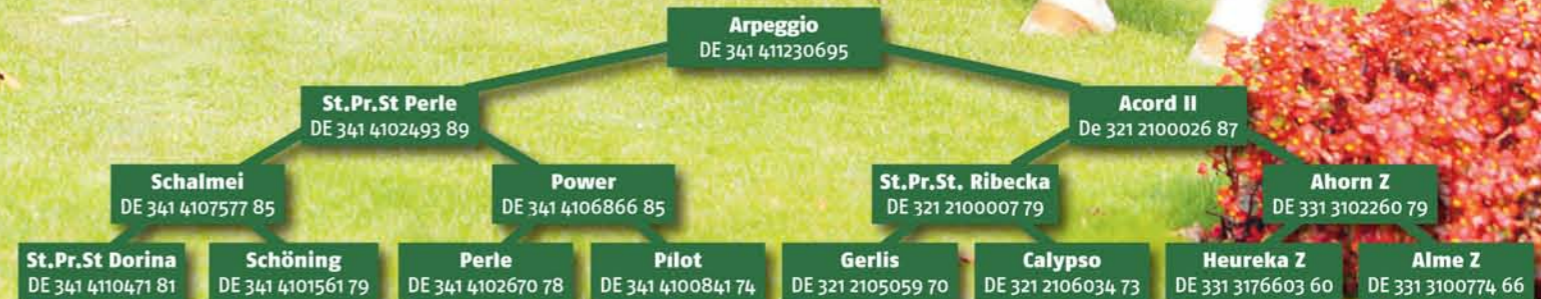 Arpeggio
DE 341 411230695
St.Pr.St Perle
DE 341 4102493 89
Acord II
De 321 2100026 87
Schalmei
DE 341 4107577 85
Power
DE 341 4106866 85
St.Pr.St. Ribecka
DE 321 2100007 79
Ahorn Z
DE 331 3102260 79
St.Pr.St Dorina
DE 341 4110471 81
Schöning
DE 341 4101561 79
Perle
DE 341 4102670 78
Pilot
DE 341 4100841 74
Gerlis
DE 321 2105059 70
Calypso
DE 321 2106034 73
Heureka Z
DE 331 3176603 60
Alme Z
DE 331 3100774 66